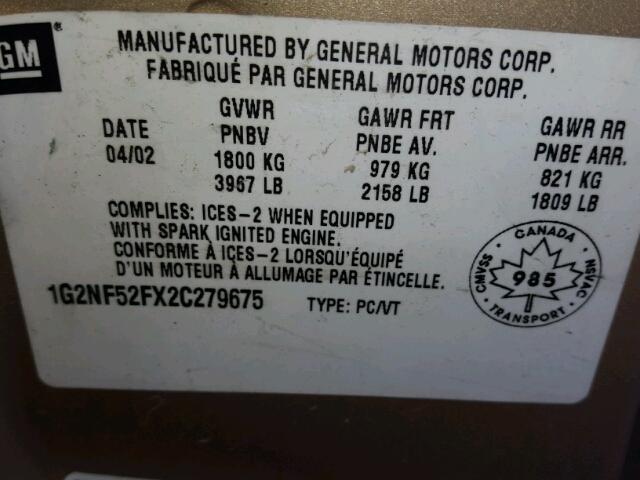 GM
MANUFACTURED BY GENERAL MOTORS CORP.
FABRIQUÉ PAR GENERAL MOTORS CORP.
DATE
04/02
GVWR
PNBV
1800 KG
3967 LB
GAWR FRT
PNBE AV.
979 KG
2158 LB
GAWR RR
PNBE ARR.
821 KG
1809 LB
COMPLIES: ICES-2 WHEN EQUIPPED
WITH SPARK IGNITED ENGINE.
CONFORME À ICES-2 LORSQU'ÉQUIPÉ
D'UN MOTEUR À ALLUMAGE PAR ÉTINCELLE.
1G2NF52FX2C279675 TYPE: PC/VT
CANADA
CNASS
985
NSVAC
TRANSPORT